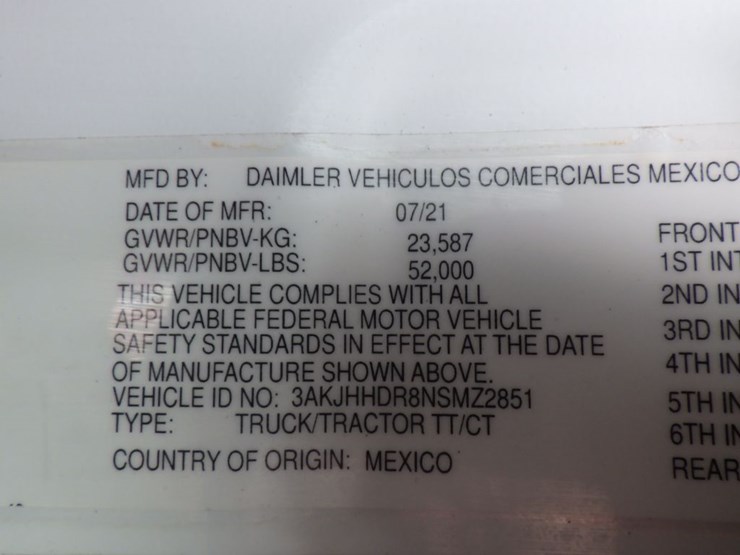 MFD BY: DAIMLER VEHICULOS COMERCIALES MEXICO
DATE OF MFR: 07/21
GVWR/PNBV-KG: 23,587
GVWR/PNBV-LBS: 52,000
THIS VEHICLE COMPLIES WITH ALL
APPLICABLE FEDERAL MOTOR VEHICLE
SAFETY STANDARDS IN EFFECT AT THE DATE
OF MANUFACTURE SHOWN ABOVE.
VEHICLE ID NO: 3AKJHHDR8NSMZ2851
TYPE: TRUCK/TRACTOR TT/CT
COUNTRY OF ORIGIN: MEXICO
FRONT
1ST INT
2ND IN
3RD IN
4TH IN
5TH IN
6TH IN
REAR